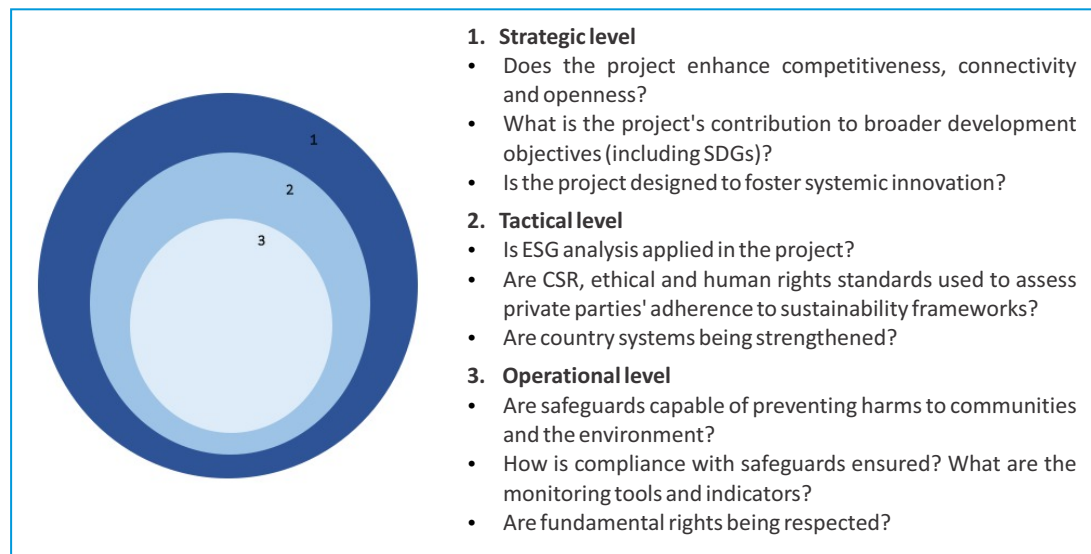 1
2
3
1. Strategic level
• Does the project enhance competitiveness, connectivity
and openness?
• What is the project's contribution to broader development
objectives (including SDGs)?
• Is the project designed to foster systemic innovation?
2. Tactical level
• Is ESG analysis applied in the project?
• Are CSR, ethical and human rights standards used to assess
private parties' adherence to sustainability frameworks?
• Are country systems being strengthened?
3. Operational level
• Are safeguards capable of preventing harms to communities
and the environment?
• How is compliance with safeguards ensured? What are the
monitoring tools and indicators?
• Are fundamental rights being respected?